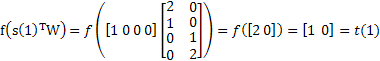 f(s(1)ᵀW) = f([1 0 0 0] [2 0; 1 0; 0 1; 0 2]) = f([2 0]) = [1 0] = t(1)